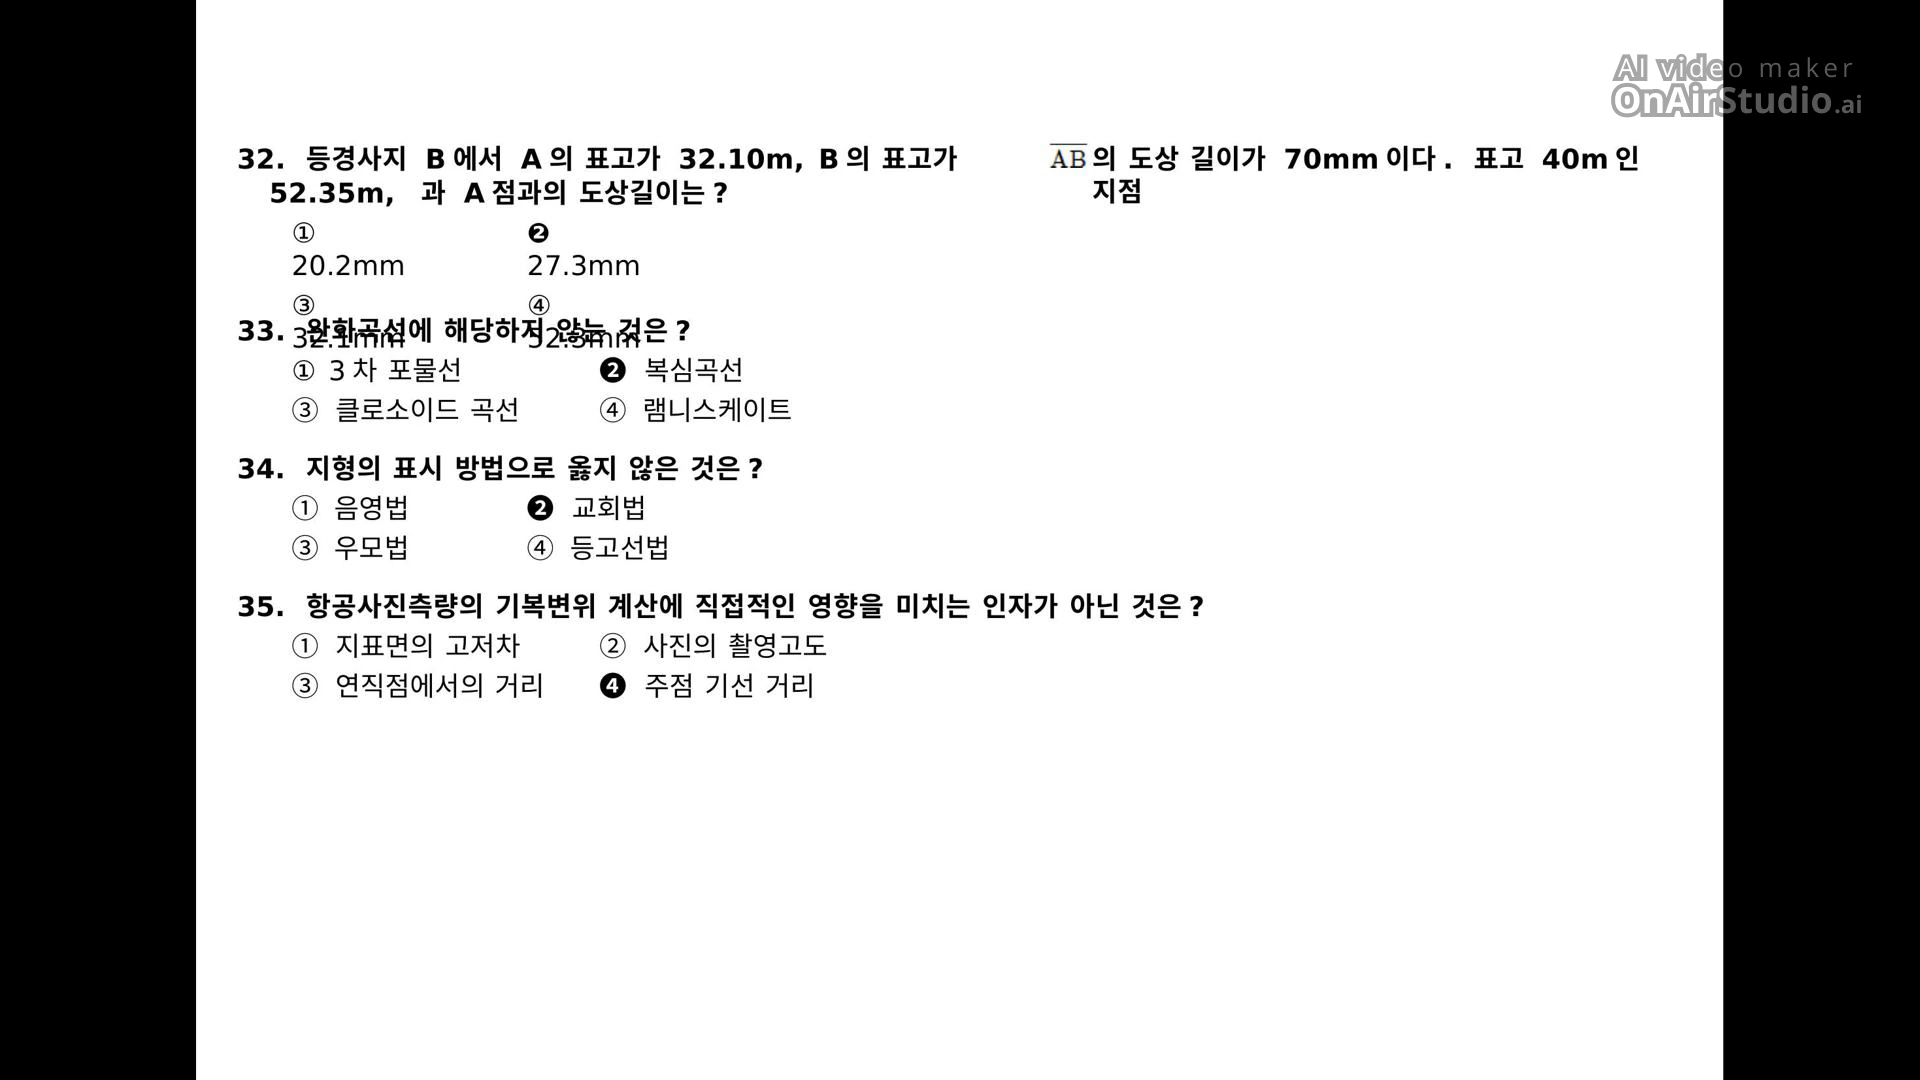 AI video maker
OnAirStudio.ai
32. 등경사지 B에서 A의 표고가 32.10m, B의 표고가 AB의 도상 길이가 70mm이다. 표고 40m인
52.35m, 과 A점과의 도상길이는? 지점
① ❷
20.2mm 27.3mm
③ ④
32.1mm 52.3mm
33. 완화곡선에 해당하지 않는 것은?
① 3차 포물선 ❷ 복심곡선
③ 클로소이드 곡선 ④ 램니스케이트
34. 지형의 표시 방법으로 옳지 않은 것은?
① 음영법 ❷ 교회법
③ 우모법 ④ 등고선법
35. 항공사진측량의 기복변위 계산에 직접적인 영향을 미치는 인자가 아닌 것은?
① 지표면의 고저차 ② 사진의 촬영고도
③ 연직점에서의 거리 ❹ 주점 기선 거리